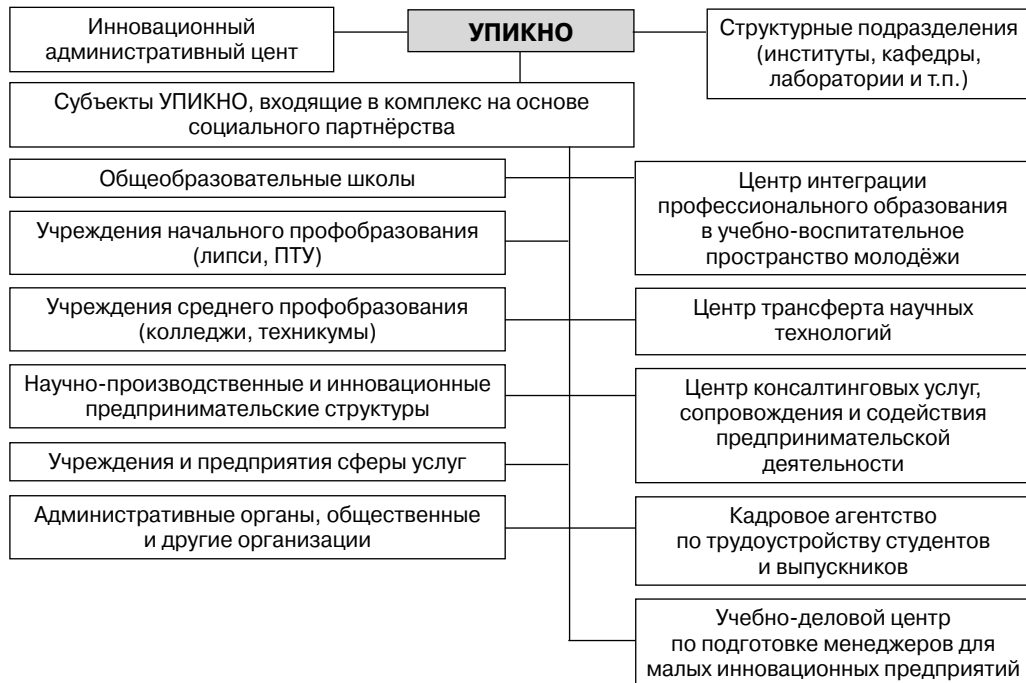 Инновационный
административный цент
УПИКНО
Структурные подразделения
(институты, кафедры,
лаборатории и т.п.)
Субъекты УПИКНО, входящие в комплекс на основе
социального партнёрства
Общеобразовательные школы
Учреждения начального профобразования
(липси, ПТУ)
Учреждения среднего профобразования
(колледжи, техникумы)
Научно-производственные и инновационные
предпринимательские структуры
Учреждения и предприятия сферы услуг
Административные органы, общественные
и другие организации
Центр интеграции
профессионального образования
в учебно-воспитательное
пространство молодёжи
Центр трансферта научных
технологий
Центр консалтинговых услуг,
сопровождения и содействия
предпринимательской
деятельности
Кадровое агентство
по трудоустройству студентов
и выпускников
Учебно-деловой центр
по подготовке менеджеров для
малых инновационных предприятий